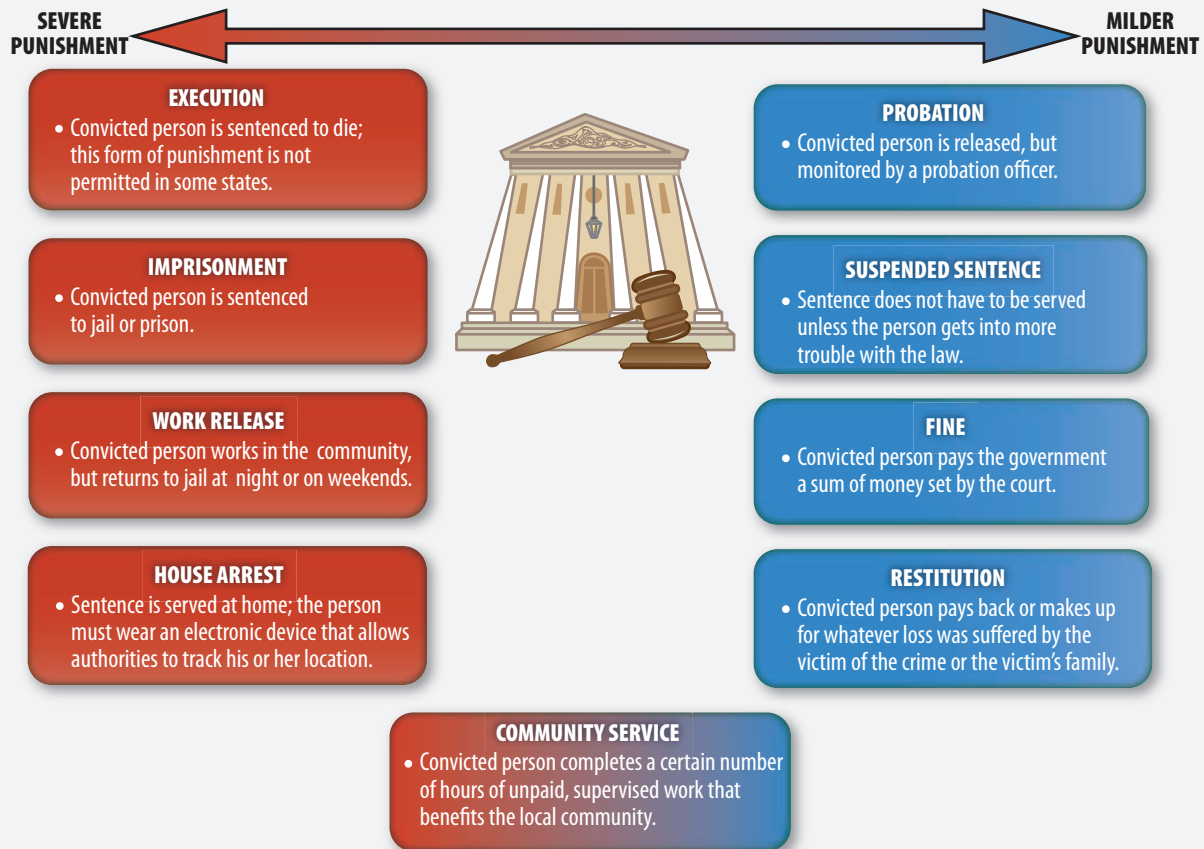 SEVERE
PUNISHMENT
MILDER
PUNISHMENT
EXECUTION
• Convicted person is sentenced to die;
this form of punishment is not
permitted in some states.
IMPRISONMENT
• Convicted person is sentenced
to jail or prison.
WORK RELEASE
• Convicted person works in the community,
but returns to jail at night or on weekends.
HOUSE ARREST
• Sentence is served at home; the person
must wear an electronic device that allows
authorities to track his or her location.
PROBATION
• Convicted person is released, but
monitored by a probation officer.
SUSPENDED SENTENCE
• Sentence does not have to be served
unless the person gets into more
trouble with the law.
FINE
• Convicted person pays the government
a sum of money set by the court.
RESTITUTION
• Convicted person pays back or makes up
for whatever loss was suffered by the
victim of the crime or the victim's family.
COMMUNITY SERVICE
• Convicted person completes a certain number
of hours of unpaid, supervised work that
benefits the local community.